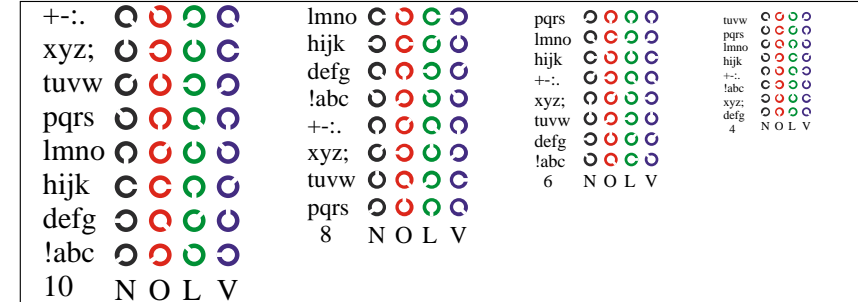 +-:.
xyz;
tuvw
pqrs
lmno
hijk
defg
!abc
10 N O L V
lmno
hijk
defg
!abc
+-:.
xyz;
tuvw
pqrs
8 N O L V
pqrs
lmno
hijk
+-:.
xyz;
tuvw
defg
!abc
6 N O L V
tuvw
pqrs
lmno
hijk
+-:.
!abc
xyz;
defg
4 N O L V